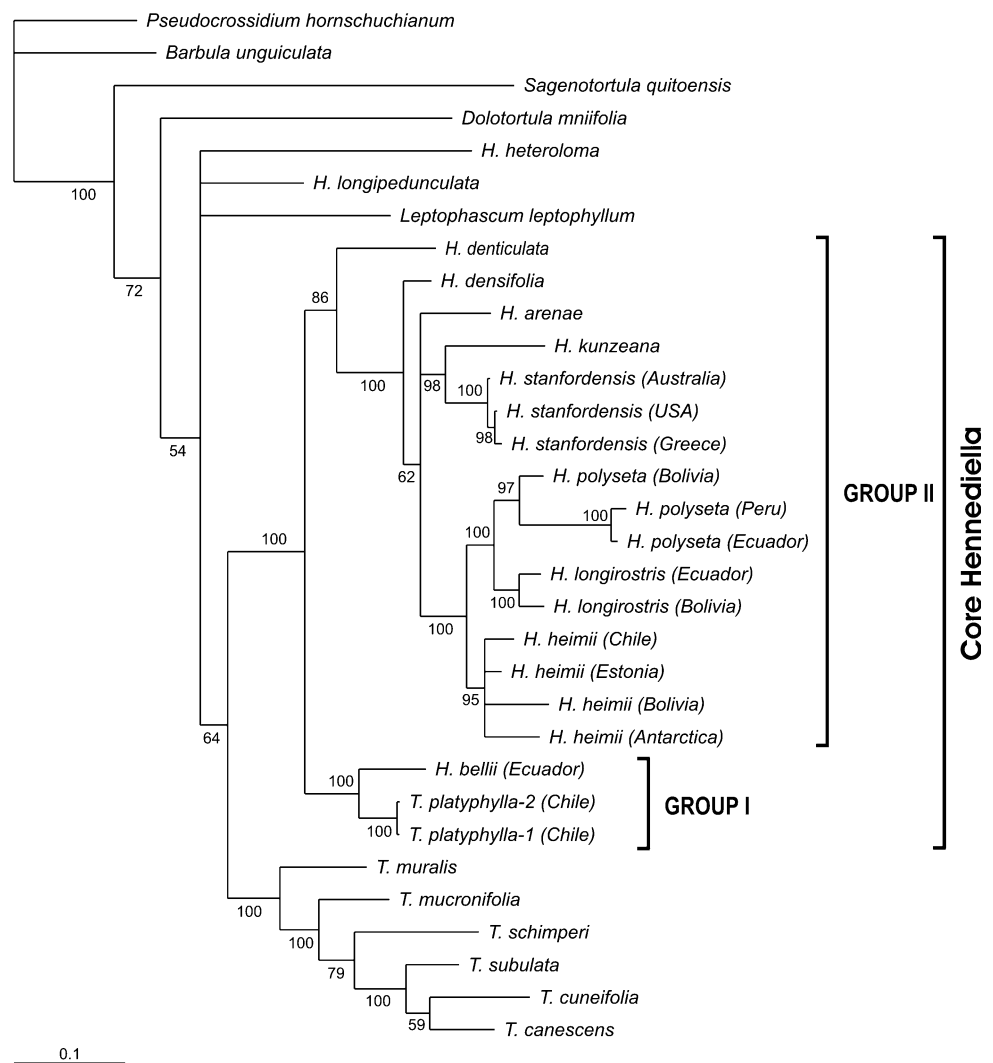 Pseudocrossidium hornschuchianum
Barbula unguiculata
Sagenotortula quitoensis
Dolotortula mniifolia
H. heteroloma
H. longipedunculata
100
Leptophascum leptophyllum
H. denticulata
H. densifolia
72
86
H. arenae
H. kunzeana
H. stanfordensis (Australia)
100
98
100
H. stanfordensis (USA)
98
H. stanfordensis (Greece)
54
62
H. polyseta (Bolivia)
97
GROUP II
H. polyseta (Peru)
100
100
100
H. polyseta (Ecuador)
Core Hennediella
H. longirostris (Ecuador)
100
H. longirostris (Bolivia)
100
H. heimii (Chile)
H. heimii (Estonia)
95
H. heimii (Bolivia)
64
H. heimii (Antarctica)
H. bellii (Ecuador)
100
T. platyphylla-2 (Chile)
GROUP I
100
T. platyphylla-1 (Chile)
T. muralis
T. mucronifolia
100
T. schimperi
100
T. subulata
79
T. cuneifolia
100
59
T. canescens
0.1